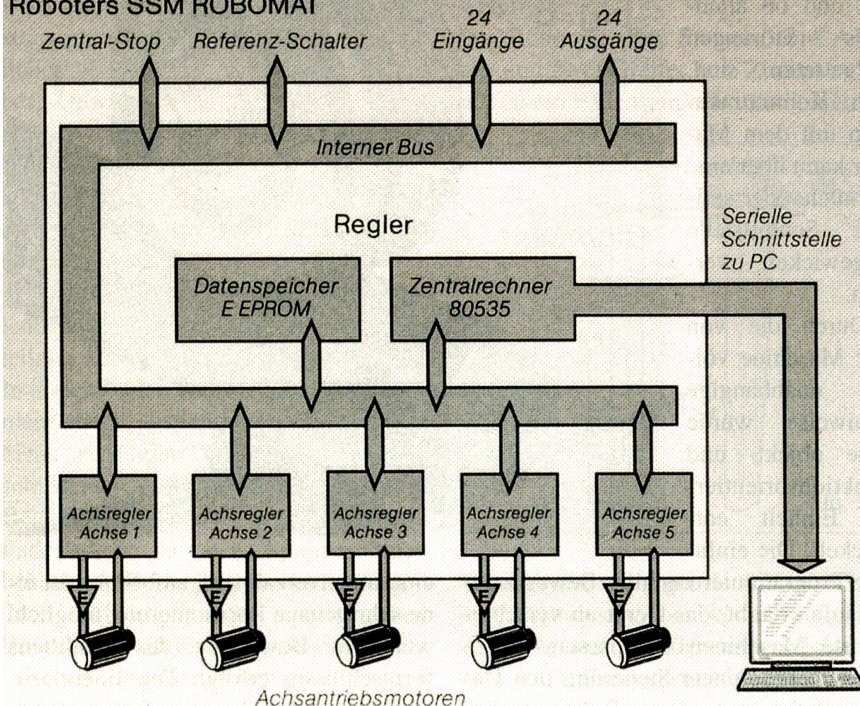 Roboters SSM ROBOMAT
Zentral-Stop
Referenz-Schalter
24
Eingänge
24
Ausgänge
Interner Bus
Regler
Serielle
Schnittstelle
zu PC
Datenspeicher
E EPROM
Zentralrechner
80535
Achsregler
Achse 1
Achsregler
Achse 2
Achsregler
Achse 3
Achsregler
Achse 4
Achsregler
Achse 5
E
E
E
E
E
Achsantriebsmotoren